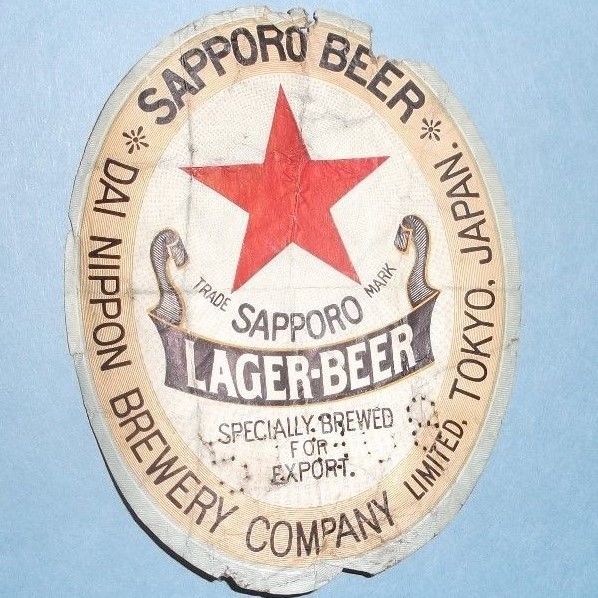 * SAPPORO BEER *
DAI NIPPON BREWERY COMPANY LIMITED. TOKYO, JAPAN.
TRADE MARK
SAPPORO
LAGER-BEER
SPECIALLY BREWED
FOR
EXPORT.